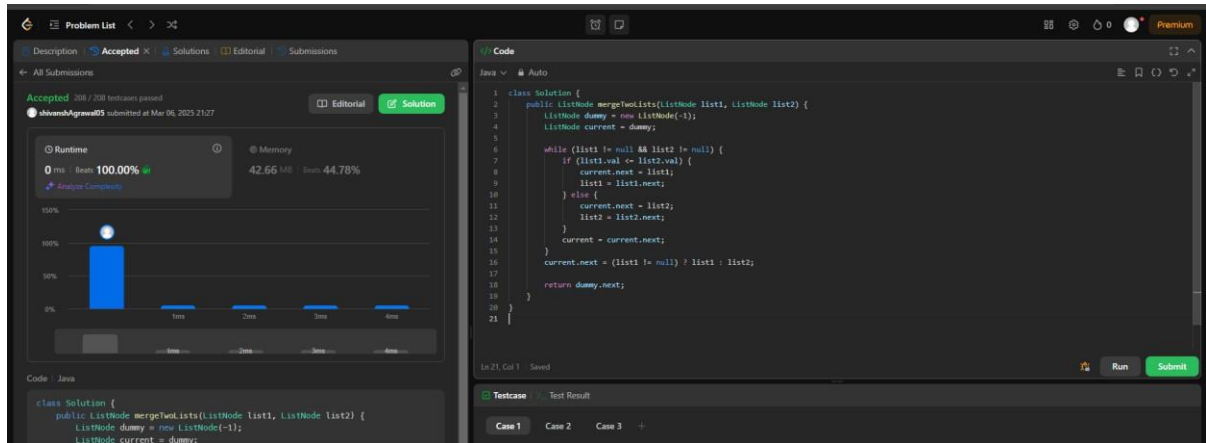 Problem List
0
Premium
Description
Accepted
Solutions
Editorial
Submissions
All Submissions
Accepted 208 / 208 testcases passed
shivanshAgrawal05 submitted at Mar 06, 2025 21:27
Editorial
Solution
Runtime
0 ms Beats 100.00%
Analyze Complexity
Memory
42.66 MB Beats 44.78%
150%
100%
50%
0%
1ms 2ms 3ms 4ms
1ms 2ms 3ms 4ms
Code Java
class Solution {
public ListNode mergeTwoLists(ListNode list1, ListNode list2) {
ListNode dummy = new ListNode(-1);
ListNode current = dummy;
</> Code
Java Auto
1 class Solution {
2 public ListNode mergeTwoLists(ListNode list1, ListNode list2) {
3 ListNode dummy = new ListNode(-1);
4 ListNode current = dummy;
5
6 while (list1 != null && list2 != null) {
7 if (list1.val <= list2.val) {
8 current.next = list1;
9 list1 = list1.next;
10 } else {
11 current.next = list2;
12 list2 = list2.next;
13 }
14 current = current.next;
15 }
16 current.next = (list1 != null) ? list1 : list2;
17
18 return dummy.next;
19 }
20 }
21
Ln 21, Col 1 Saved
Run
Submit
Testcase
Test Result
Case 1 Case 2 Case 3 +